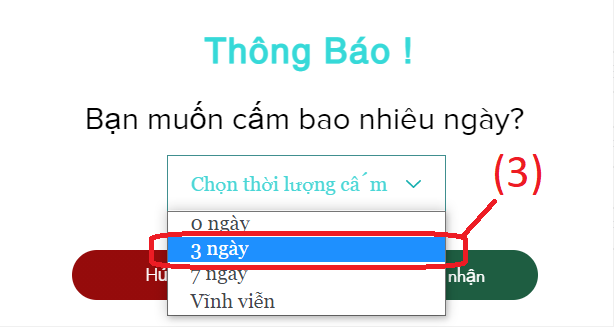 Thông Báo !
Bạn muốn cấm bao nhiêu ngày?
(3)
Chọn thời lượng cấm
0 ngày
3 ngày
7 ngày
nhận
Vĩnh viễn